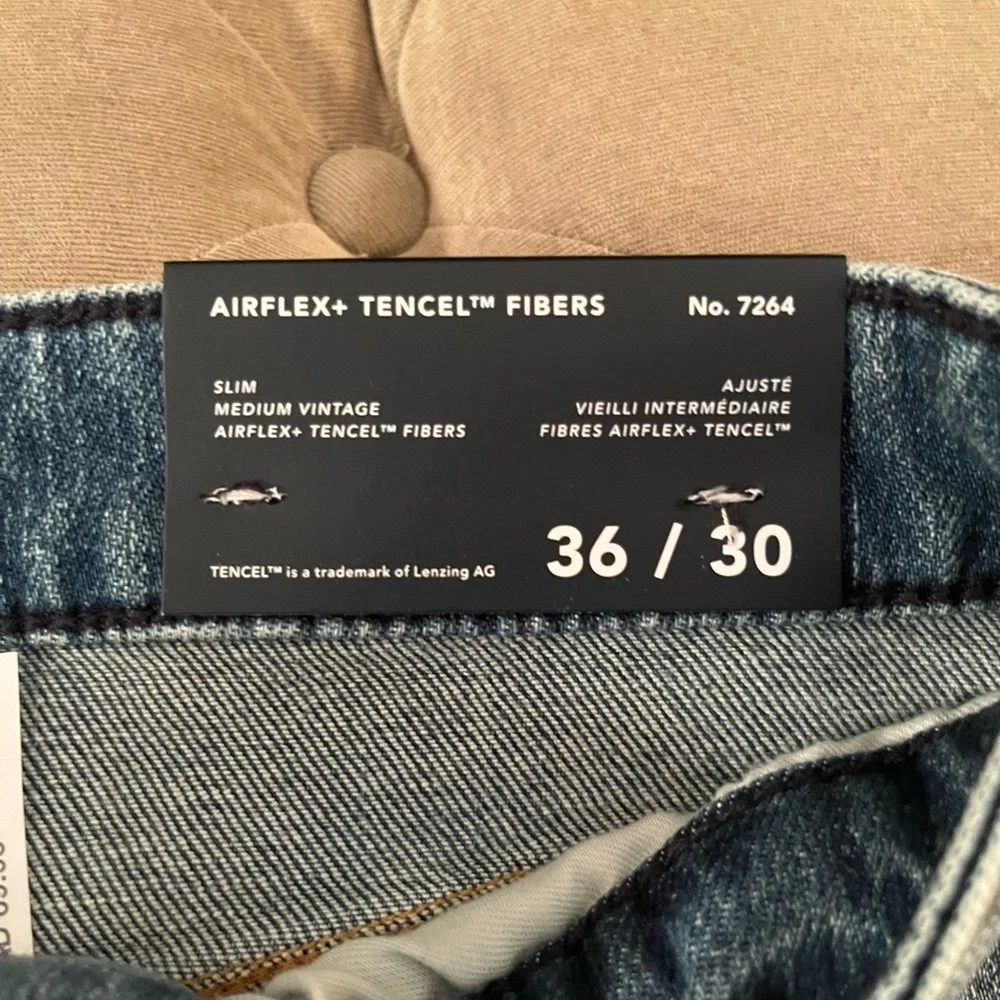 AIRFLEX+ TENCEL™ FIBERS No. 7264
SLIM AJUSTÉ
MEDIUM VINTAGE VIEILLI INTERMÉDIAIRE
AIRFLEX+ TENCEL™ FIBERS FIBRES AIRFLEX+ TENCEL™
36 / 30
TENCEL™ is a trademark of Lenzing AG